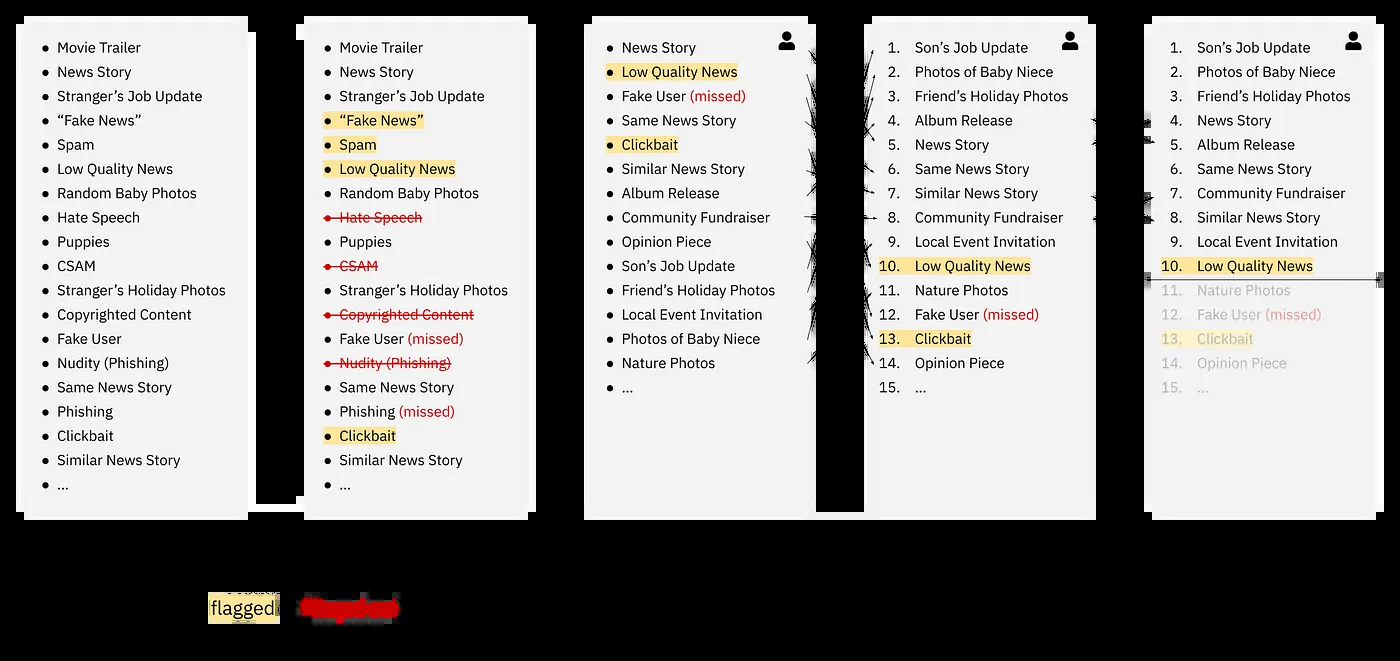 • Movie Trailer
• News Story
• Stranger’s Job Update
• “Fake News”
• Spam
• Low Quality News
• Random Baby Photos
• Hate Speech
• Puppies
• CSAM
• Stranger’s Holiday Photos
• Copyrighted Content
• Fake User
• Nudity (Phishing)
• Same News Story
• Phishing
• Clickbait
• Similar News Story
• ...
• Movie Trailer
• News Story
• Stranger’s Job Update
• “Fake News”
• Spam
• Low Quality News
• Random Baby Photos
• Hate Speech
• Puppies
• CSAM
• Stranger’s Holiday Photos
• Copyrighted Content
• Fake User (missed)
• Nudity (Phishing)
• Same News Story
• Phishing (missed)
• Clickbait
• Similar News Story
• ...
• News Story
• Low Quality News
• Fake User (missed)
• Same News Story
• Clickbait
• Similar News Story
• Album Release
• Community Fundraiser
• Opinion Piece
• Son’s Job Update
• Friend’s Holiday Photos
• Local Event Invitation
• Photos of Baby Niece
• Nature Photos
• ...
1. Son’s Job Update
2. Photos of Baby Niece
3. Friend’s Holiday Photos
4. Album Release
5. News Story
6. Same News Story
7. Similar News Story
8. Community Fundraiser
9. Local Event Invitation
10. Low Quality News
11. Nature Photos
12. Fake User (missed)
13. Clickbait
14. Opinion Piece
15. ...
1. Son’s Job Update
2. Photos of Baby Niece
3. Friend’s Holiday Photos
4. News Story
5. Album Release
6. Same News Story
7. Community Fundraiser
8. Similar News Story
9. Local Event Invitation
10. Low Quality News
11. Nature Photos
12. Fake User (missed)
13. Clickbait
14. Opinion Piece
15. ...
flagged